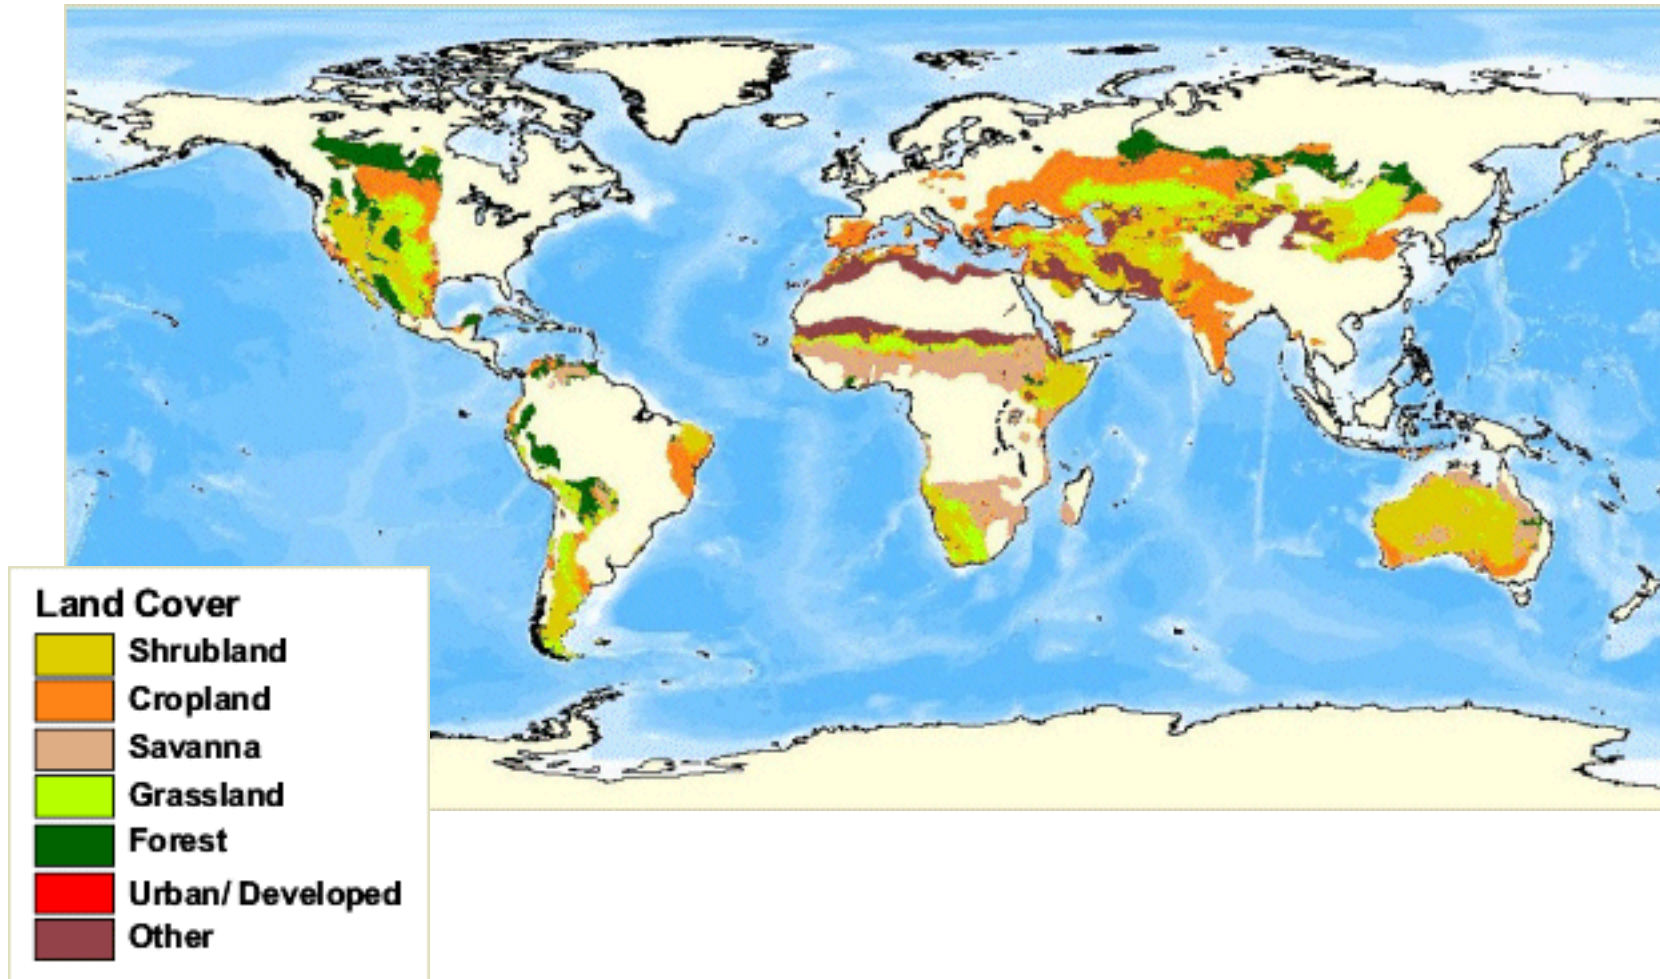 Land Cover
Shrubland
Cropland
Savanna
Grassland
Forest
Urban/ Developed
Other